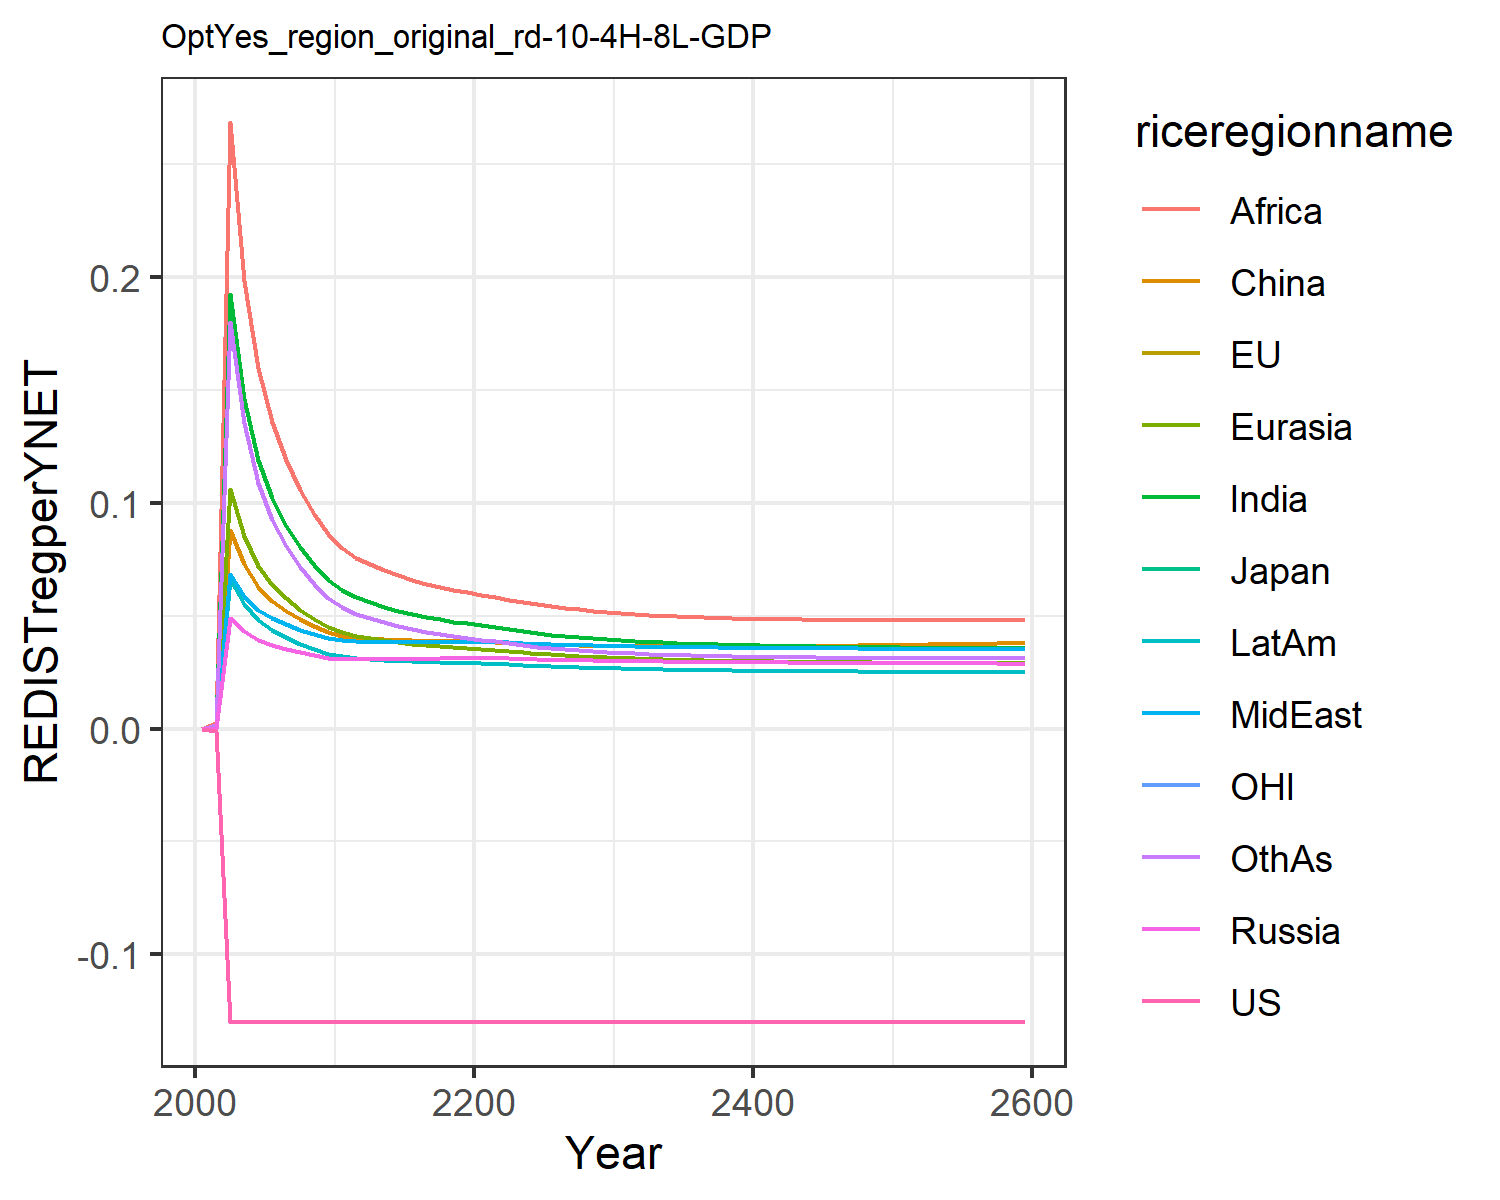 OptYes_region_original_rd-10-4H-8L-GDP
REDISTregperYNET
0.2
0.1
0.0
-0.1
2000
2200
2400
2600
Year
riceregionname
Africa
China
EU
Eurasia
India
Japan
LatAm
MidEast
OHI
OthAs
Russia
US